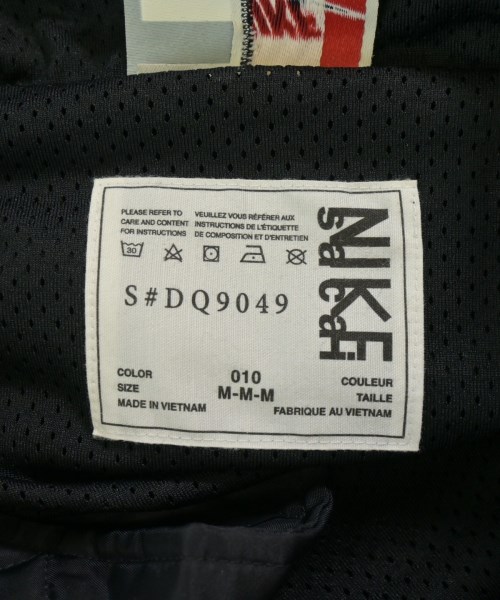 PLEASE REFER TO
CARE AND CONTENT
FOR INSTRUCTIONS
VEUILLEZ VOUS RÉFÉRER AUX
INSTRUCTIONS DE L'ÉTIQUETTE
DE COMPOSITION ET D'ENTRETIEN
30
S#DQ9049
NIKE
sacai
COLOR 010 COULEUR
SIZE M-M-M TAILLE
MADE IN VIETNAM FABRIQUE AU VIETNAM